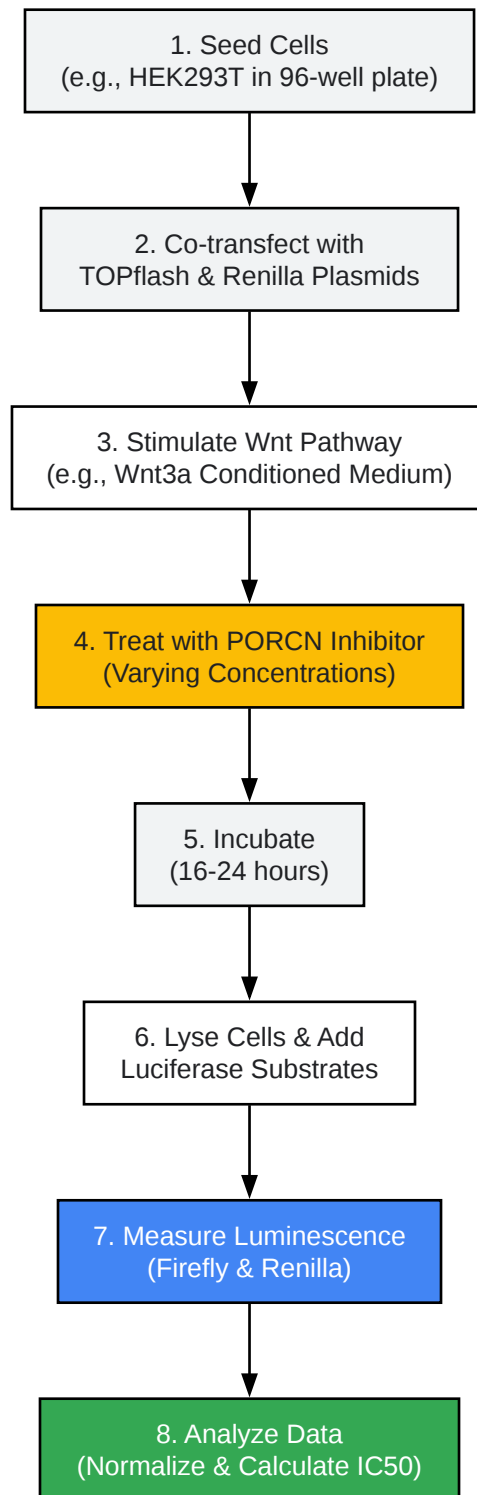 1. Seed Cells
(e.g., HEK293T in 96-well plate)
2. Co-transfect with
TOPflash & Renilla Plasmids
3. Stimulate Wnt Pathway
(e.g., Wnt3a Conditioned Medium)
4. Treat with PORCN Inhibitor
(Varying Concentrations)
5. Incubate
(16-24 hours)
6. Lyse Cells & Add
Luciferase Substrates
7. Measure Luminescence
(Firefly & Renilla)
8. Analyze Data
(Normalize & Calculate IC50)